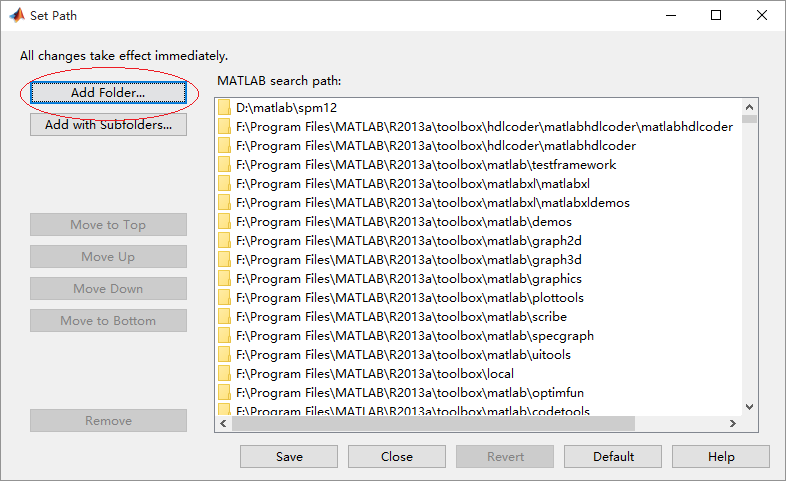 Set Path
All changes take effect immediately.
Add Folder...
Add with Subfolders...
Move to Top
Move Up
Move Down
Move to Bottom
Remove
MATLAB search path:
D:\matlab\spm12
F:\Program Files\MATLAB\R2013a\toolbox\hdlcoder\matlabhdlcoder\matlabhdlcoder
F:\Program Files\MATLAB\R2013a\toolbox\hdlcoder\matlabhdlcoder
F:\Program Files\MATLAB\R2013a\toolbox\matlab\testframework
F:\Program Files\MATLAB\R2013a\toolbox\matlabxl\matlabxl
F:\Program Files\MATLAB\R2013a\toolbox\matlabxl\matlabxldemos
F:\Program Files\MATLAB\R2013a\toolbox\matlab\demos
F:\Program Files\MATLAB\R2013a\toolbox\matlab\graph2d
F:\Program Files\MATLAB\R2013a\toolbox\matlab\graph3d
F:\Program Files\MATLAB\R2013a\toolbox\matlab\graphics
F:\Program Files\MATLAB\R2013a\toolbox\matlab\plottools
F:\Program Files\MATLAB\R2013a\toolbox\matlab\scribe
F:\Program Files\MATLAB\R2013a\toolbox\matlab\specgraph
F:\Program Files\MATLAB\R2013a\toolbox\matlab\uitools
F:\Program Files\MATLAB\R2013a\toolbox\local
F:\Program Files\MATLAB\R2013a\toolbox\matlab\optimfun
F:\Program Files\MATLAB\R2013a\toolbox\matlab\codetools
Save
Close
Revert
Default
Help